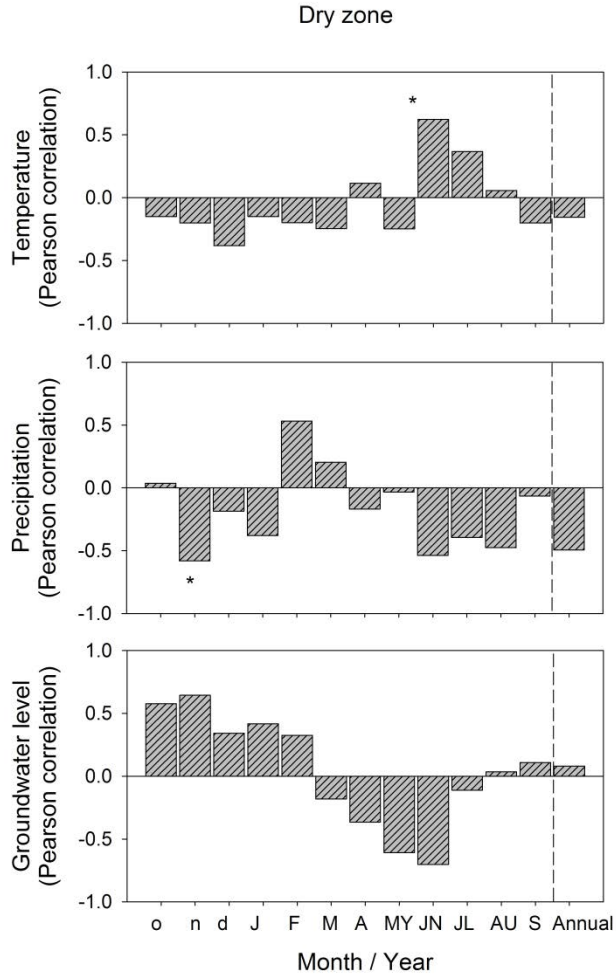 Dry zone
Temperature
(Pearson correlation)
1.0
0.5
0.0
-0.5
-1.0
*
Precipitation
(Pearson correlation)
1.0
0.5
0.0
-0.5
-1.0
*
Groundwater level
(Pearson correlation)
1.0
0.5
0.0
-0.5
-1.0
o n d J F M A MY JN JL AU S Annual
Month / Year